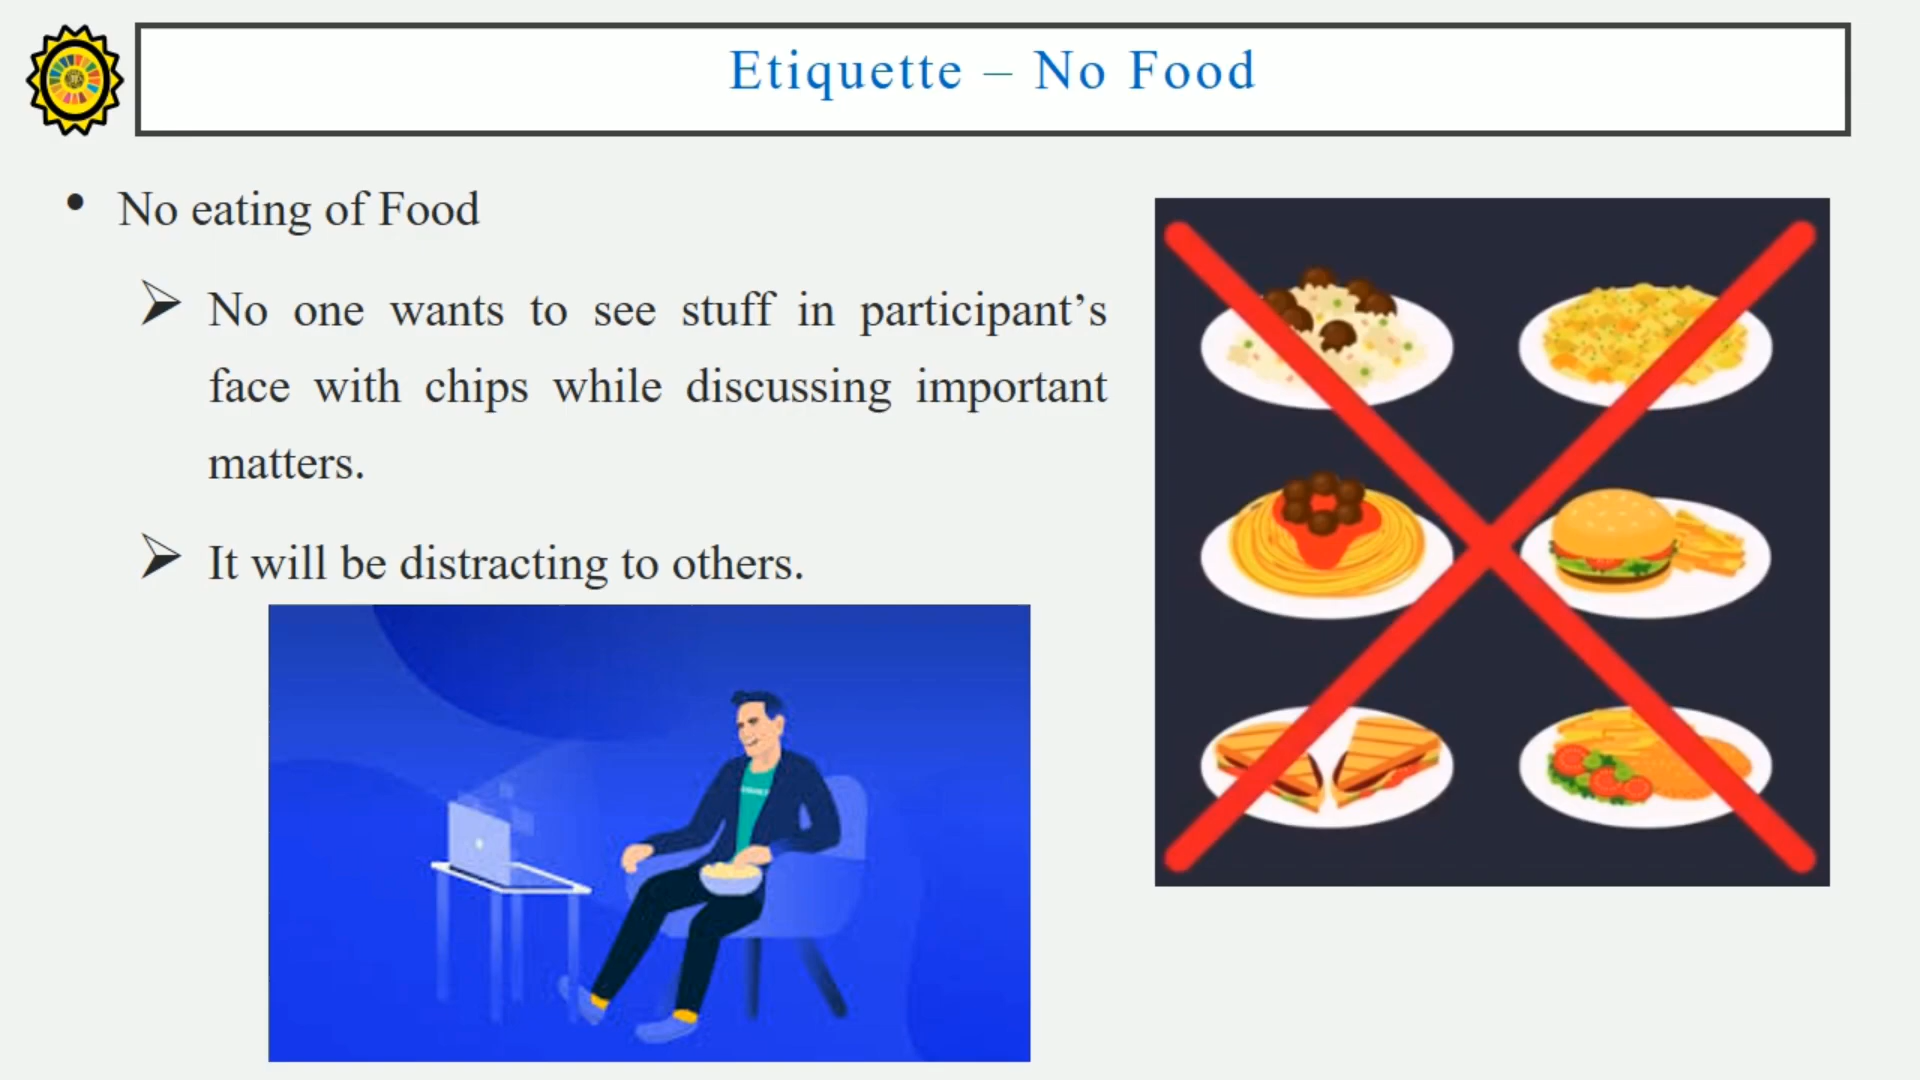 Etiquette – No Food
• No eating of Food
➢ No one wants to see stuff in participant’s
face with chips while discussing important
matters.
➢ It will be distracting to others.